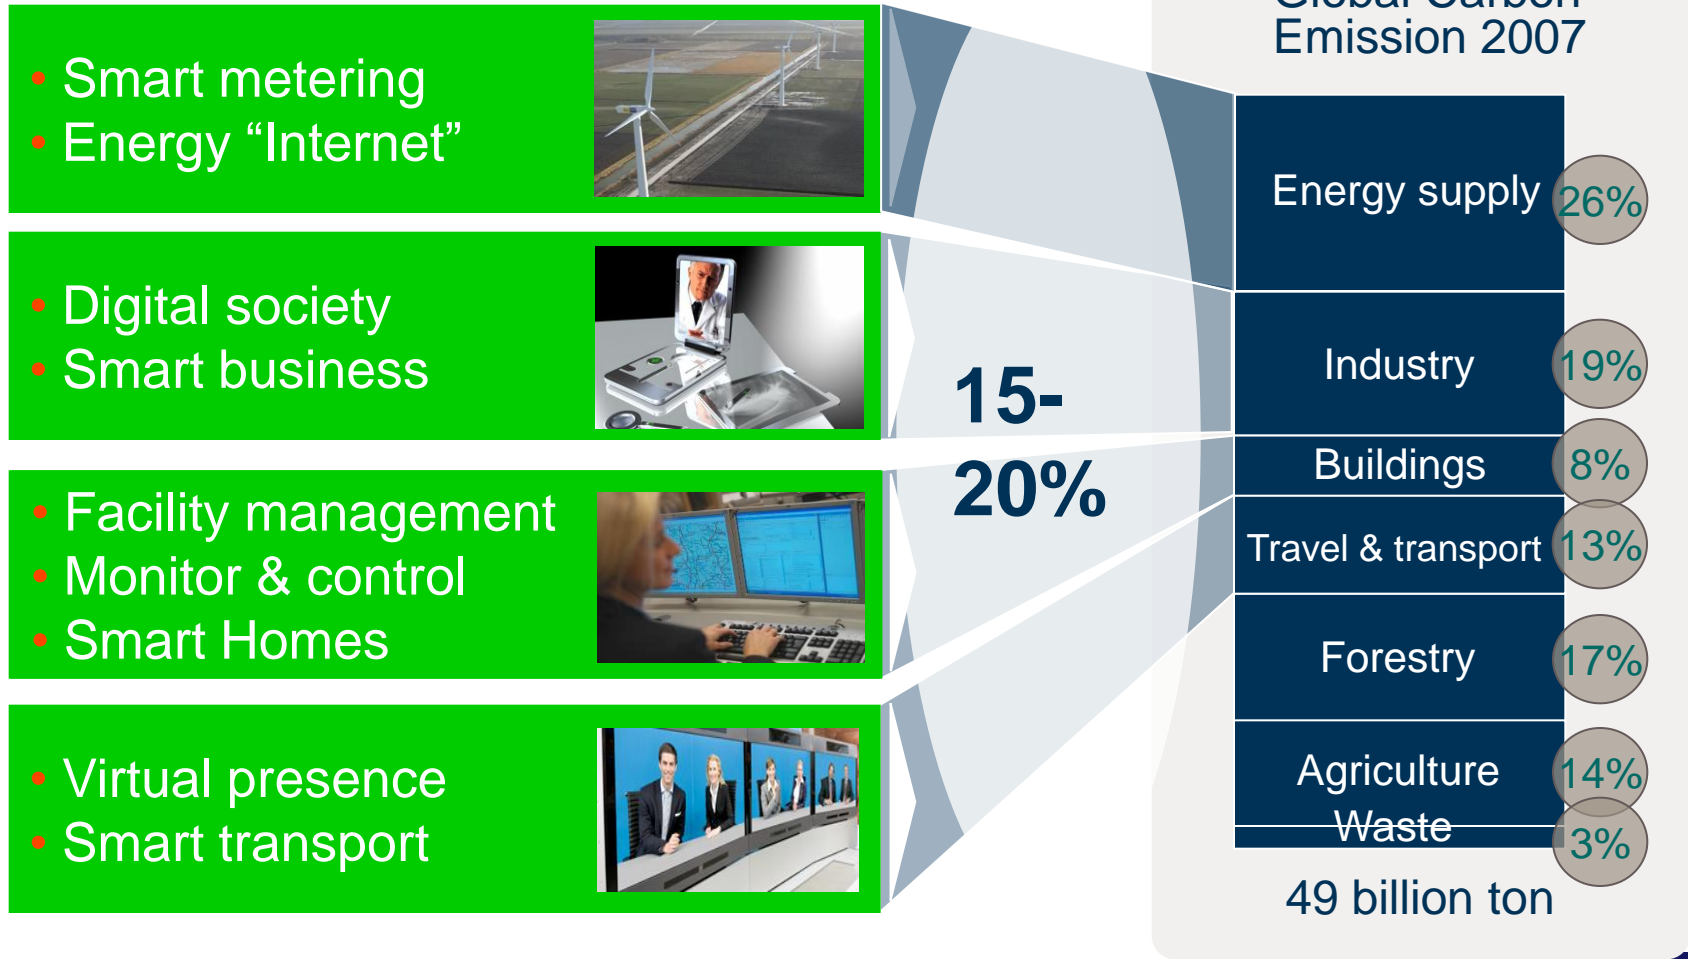 • Smart metering
• Energy “Internet”
• Digital society
• Smart business
• Facility management
• Monitor & control
• Smart Homes
• Virtual presence
• Smart transport
15-
20%
Global Carbon
Emission 2007
Energy supply 26%
Industry 19%
Buildings 8%
Travel & transport 13%
Forestry 17%
Agriculture 14%
Waste 3%
49 billion ton